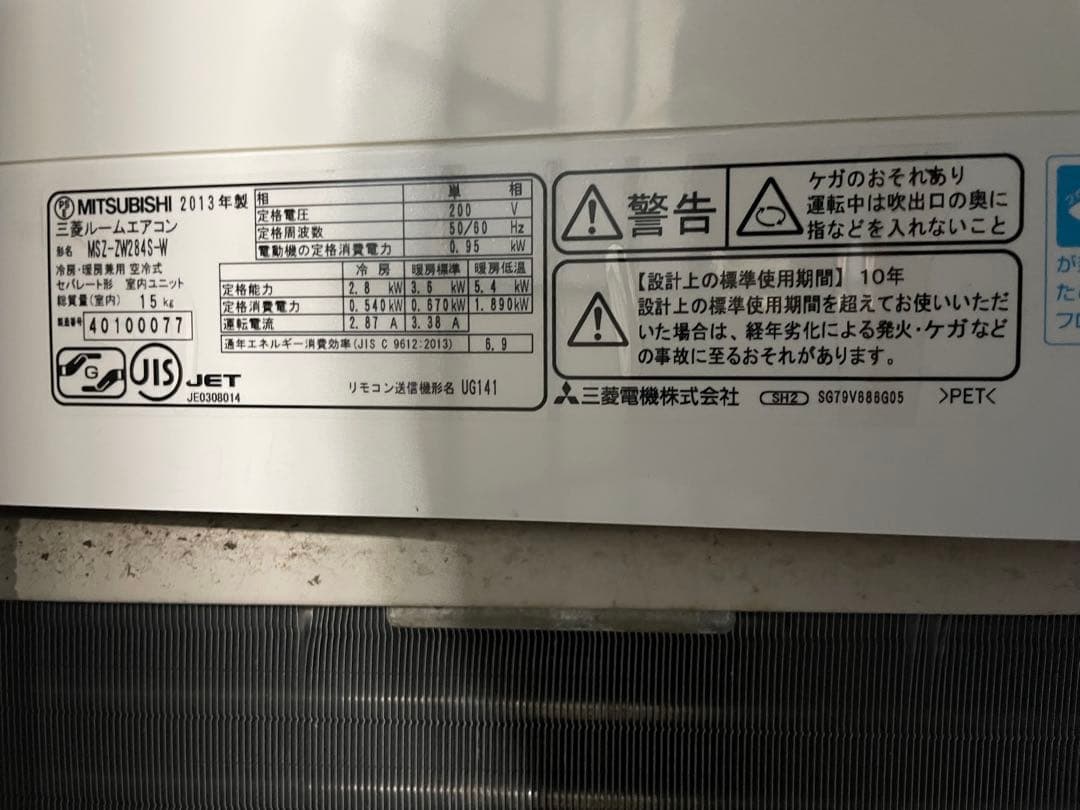 PS
E
MITSUBISHI 2013年製
三菱ルームエアコン
形名 MSZ-ZW284S-W
冷房・暖房兼用 空冷式
セパレート形 室内ユニット
総質量(室内) 15 kg
製造番号 40100077
G JIS JET
JE0308014
相 単 相
定格電圧 200 V
定格周波数 50/60 Hz
電動機の定格消費電力 0.95 kW
冷房 暖房標準 暖房低温
定格能力 2.8 kW 3.6 kW 5.4 kW
定格消費電力 0.540 kW 0.670 kW 1.890 kW
運転電流 2.87 A 3.38 A
通年エネルギー消費効率(JIS C 9612:2013) 6.9
リモコン送信機形名 UG141
警告
ケガのおそれあり
運転中は吹出口の奥に
指などを入れないこと
【設計上の標準使用期間】 10年
設計上の標準使用期間を超えてお使いいただ
いた場合は、経年劣化による発火・ケガなど
の事故に至るおそれがあります。
三菱電機株式会社 SH2 SG79V686G05 >PET<
が
た
フロ